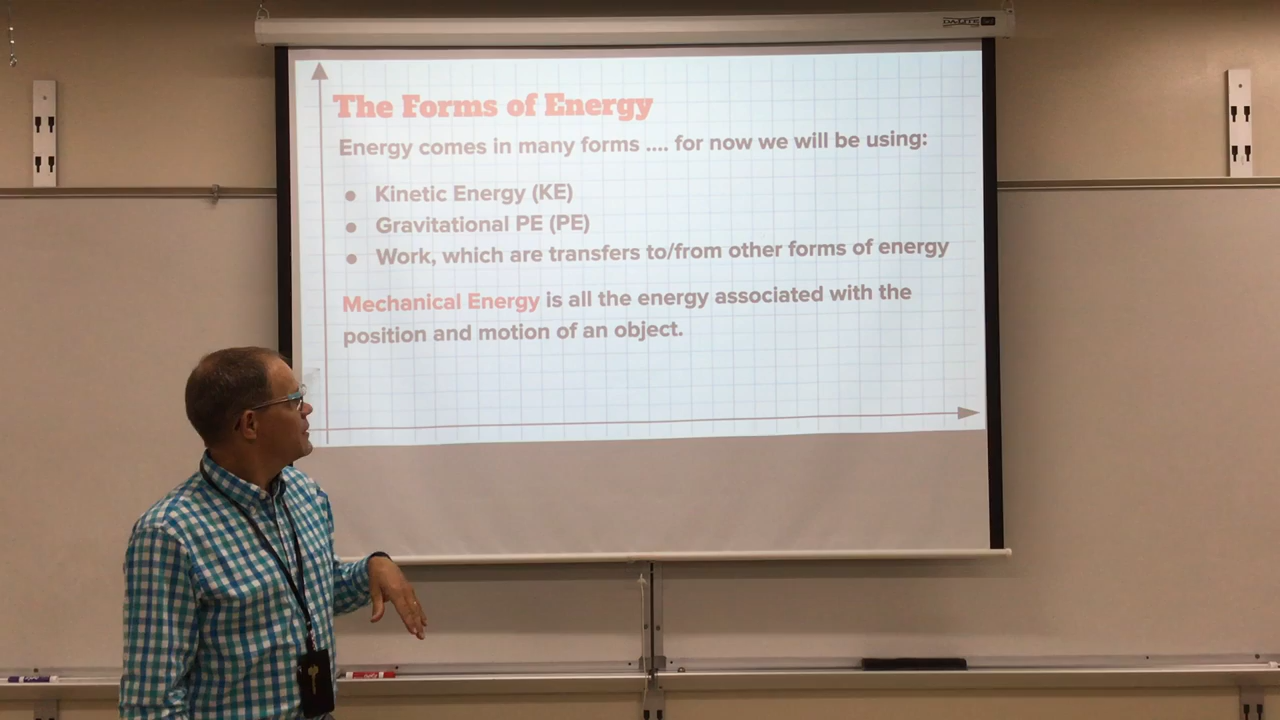 DA-LITE
The Forms of Energy
Energy comes in many forms .... for now we will be using:
● Kinetic Energy (KE)
● Gravitational PE (PE)
● Work, which are transfers to/from other forms of energy
Mechanical Energy is all the energy associated with the
position and motion of an object.